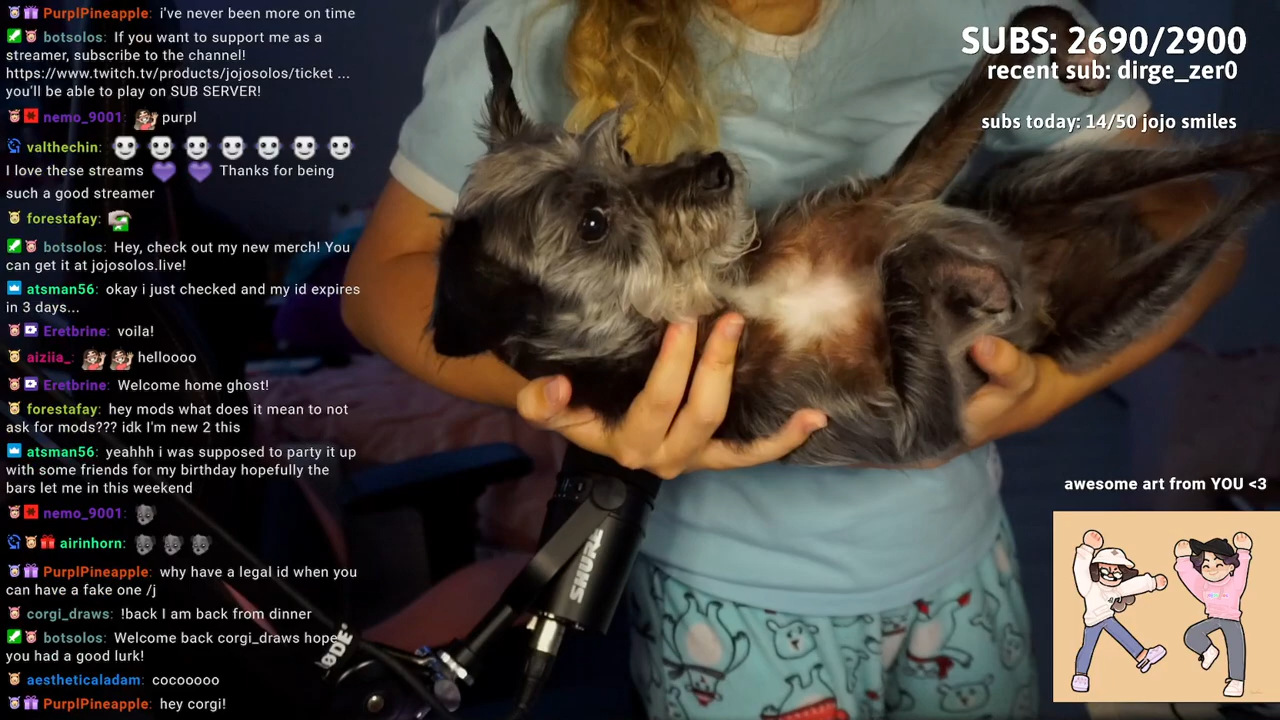 PurplPineapple: i've never been more on time
botsolos: If you want to support me as a
streamer, subscribe to the channel!
https://www.twitch.tv/products/jojosolos/ticket ...
you'll be able to play on SUB SERVER!
nemo_9001: purpl
valthechin:
I love these streams Thanks for being
such a good streamer
forestafay:
botsolos: Hey, check out my new merch! You
can get it at jojosolos.live!
atsman56: okay i just checked and my id expires
in 3 days...
Eretbrine: voila!
aiziia_: helloooo
Eretbrine: Welcome home ghost!
forestafay: hey mods what does it mean to not
ask for mods??? idk I'm new 2 this
atsman56: yeahhh i was supposed to party it up
with some friends for my birthday hopefully the
bars let me in this weekend
nemo_9001:
airinhorn:
PurplPineapple: why have a legal id when you
can have a fake one /j
corgi_draws: !back I am back from dinner
botsolos: Welcome back corgi_draws hope
you had a good lurk!
aestheticaladam: cocooooo
PurplPineapple: hey corgi!
SUBS: 2690/2900
recent sub: dirge_zer0
subs today: 14/50 jojo smiles
SHURE
RODE
awesome art from YOU <3